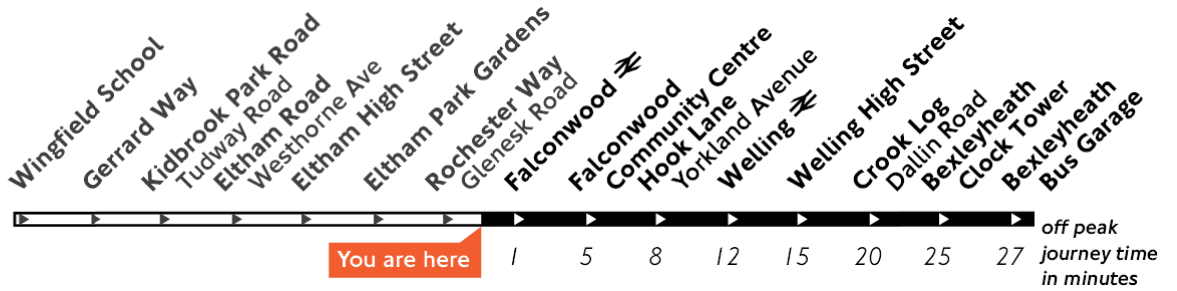 Wingfield School
Gerrard Way
Kidbrook Park Road
Tudway Road
Eltham Road
Westhorne Ave
Eltham High Street
Eltham Park Gardens
Rochester Way
Glenesk Road
Falconwood
Falconwood
Community Centre
Hook Lane
Yorkland Avenue
Welling
Welling High Street
Crook Log
Dallin Road
Bexleyheath
Clock Tower
Bexleyheath
Bus Garage
You are here
1 5 8 12 15 20 25 27
off peak
journey time
in minutes